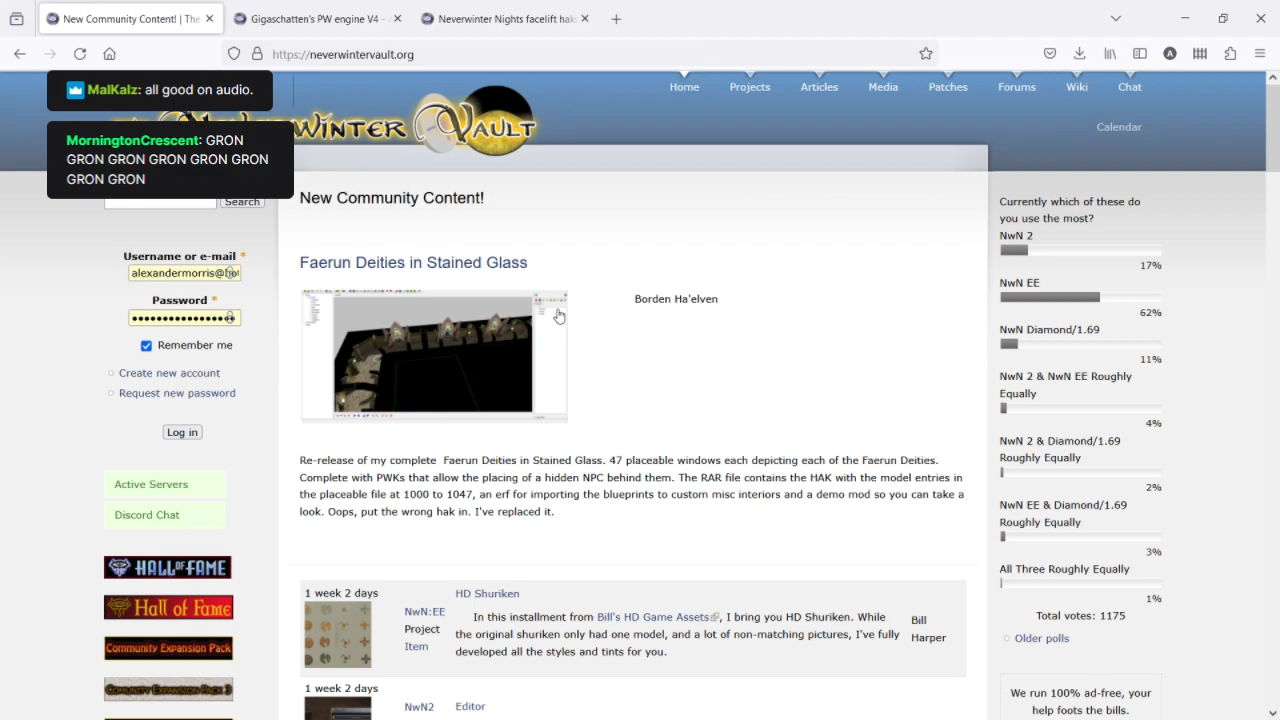 New Community Content! | The
Gigaschatten's PW engine V4 -
Neverwinter Nights facelift hak
https://neverwintervault.org
MalKalz: all good on audio.
MorningtonCrescent: GRON
GRON GRON GRON GRON GRON
GRON GRON
WINTER VAULT
Home
Projects
Articles
Media
Patches
Forums
Wiki
Chat
Calendar
Search
Username or e-mail *
alexandermorris@
Password *
Remember me
Create new account
Request new password
Log in
Active Servers
Discord Chat
HALL OF FAME
Hall of Fame
Community Expansion Pack
New Community Content!
Faerun Deities in Stained Glass
Borden Ha'elven
Re-release of my complete Faerun Deities in Stained Glass. 47 placeable windows each depicting each of the Faerun Deities.
Complete with PWKs that allow the placing of a hidden NPC behind them. The RAR file contains the HAK with the model entries in
the placeable file at 1000 to 1047, an erf for importing the blueprints to custom misc interiors and a demo mod so you can take a
look. Oops, put the wrong hak in. I've replaced it.
1 week 2 days
NwN:EE
Project
Item
HD Shuriken
In this installment from Bill's HD Game Assets, I bring you HD Shuriken. While
the original shuriken only had one model, and a lot of non-matching pictures, I've fully
developed all the styles and tints for you.
Bill
Harper
1 week 2 days
NwN2
Editor
Currently which of these do
you use the most?
NwN 2
17%
NwN EE
62%
NwN Diamond/1.69
11%
NwN 2 & NwN EE Roughly
Equally
4%
NwN 2 & Diamond/1.69
Roughly Equally
2%
NwN EE & Diamond/1.69
Roughly Equally
3%
All Three Roughly Equally
1%
Total votes: 1175
Older polls
We run 100% ad-free, your
help foots the bills.